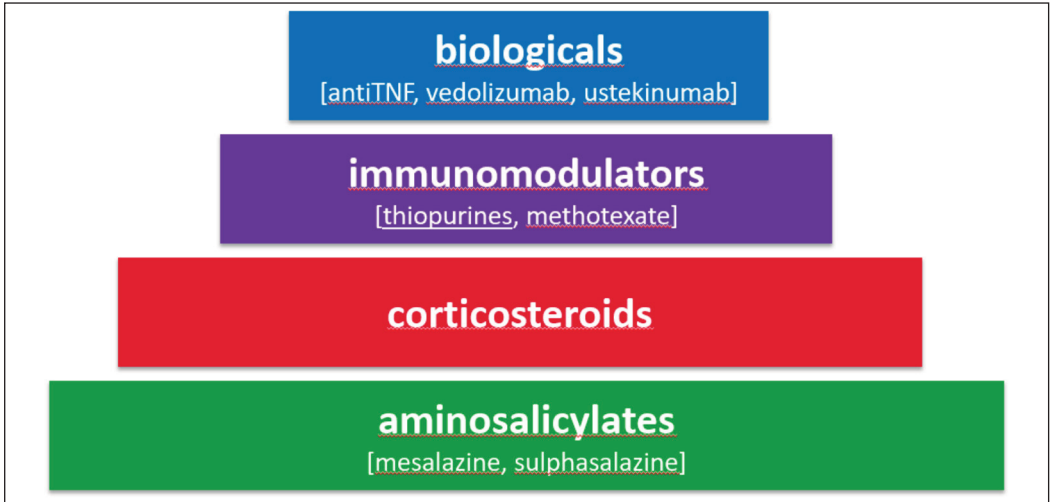 biologicals
[antiTNF, vedolizumab, ustekinumab]
immunomodulators
[thiopurines, methotexate]
corticosteroids
aminosalicylates
[mesalazine, sulphasalazine]